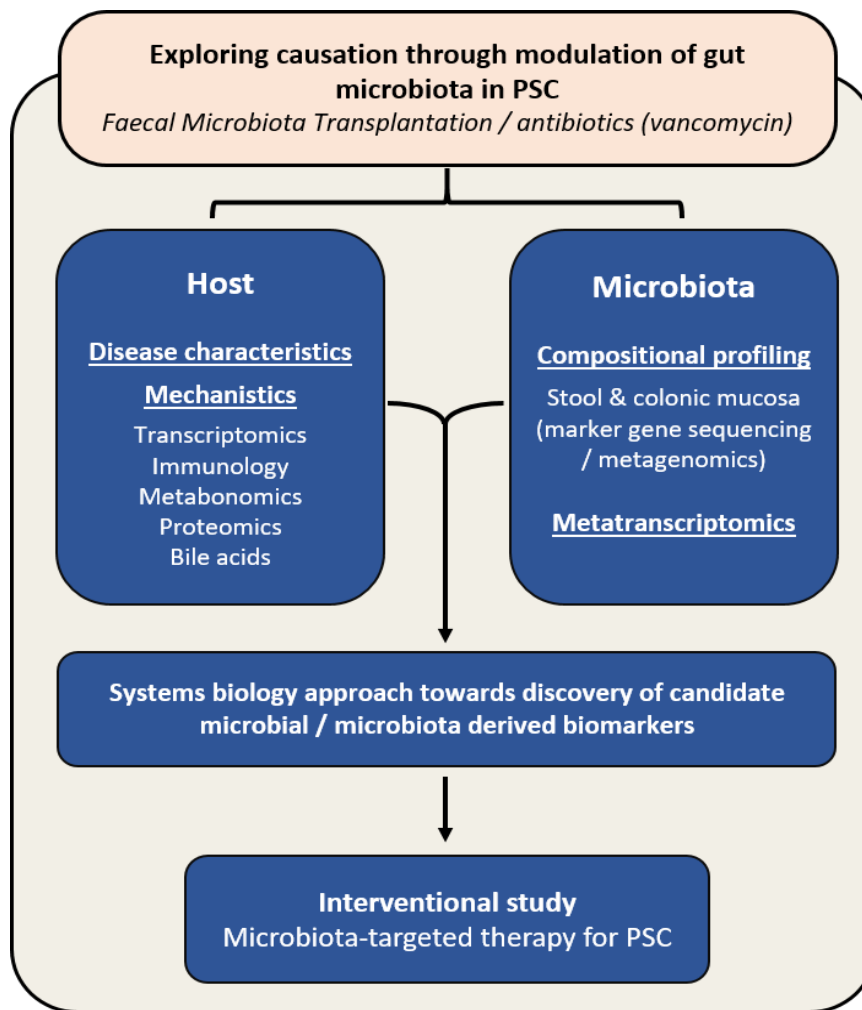 Exploring causation through modulation of gut
microbiota in PSC
Faecal Microbiota Transplantation / antibiotics (vancomycin)
Host
Disease characteristics
Mechanistics
Transcriptomics
Immunology
Metabonomics
Proteomics
Bile acids
Microbiota
Compositional profiling
Stool & colonic mucosa
(marker gene sequencing
/ metagenomics)
Metatranscriptomics
Systems biology approach towards discovery of candidate
microbial / microbiota derived biomarkers
Interventional study
Microbiota-targeted therapy for PSC